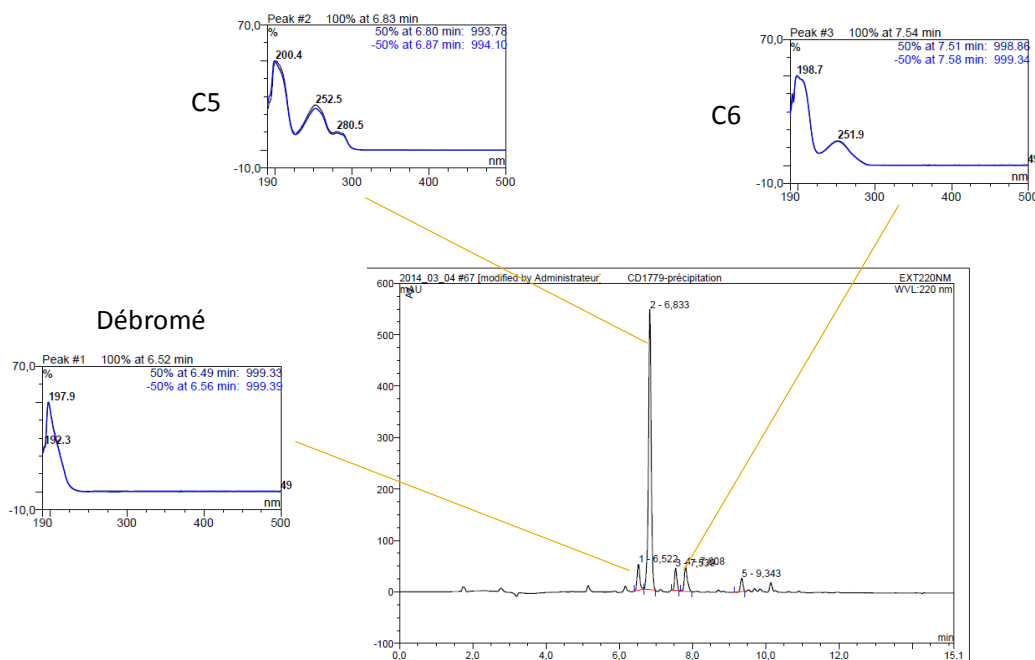 Peak #2 100% at 6.83 min
70,0
%
50% at 6.80 min: 993.78
-50% at 6.87 min: 994.10
200.4
252.5
280.5
nm
-10,0
190 300 400 500
C5
Peak #3 100% at 7.54 min
70,0
%
50% at 7.51 min: 998.86
-50% at 7.58 min: 999.34
198.7
251.9
49
nm
-10,0
190 300 400 500
C6
Débromé
Peak #1 100% at 6.52 min
70,0
%
50% at 6.49 min: 999.33
-50% at 6.56 min: 999.39
197.9
192.3
49
nm
-10,0
190 300 400 500
2014_03_04 #67 [modified by Administrateur] CD1779-précipitation EXT220NM
mAU WVL:220 nm
600
500
400
300
200
100
0
-100
2 - 6,833
1 - 6,522
5 - 9,343
min
0,0 2,0 4,0 6,0 8,0 10,0 12,0 15,1